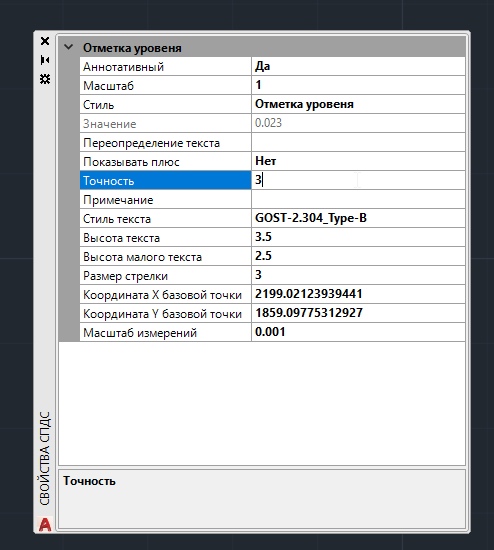 Отметка уровеня
Аннотативный Да
Масштаб 1
Стиль Отметка уровеня
Значение 0.023
Переопределение текста
Показывать плюс Нет
Точность 3
Примечание
Стиль текста GOST-2.304_Type-B
Высота текста 3.5
Высота малого текста 2.5
Размер стрелки 3
Координата X базовой точки 2199.02123939441
Координата Y базовой точки 1859.09775312927
Масштаб измерений 0.001
СВОЙСТВА СПДС
Точность